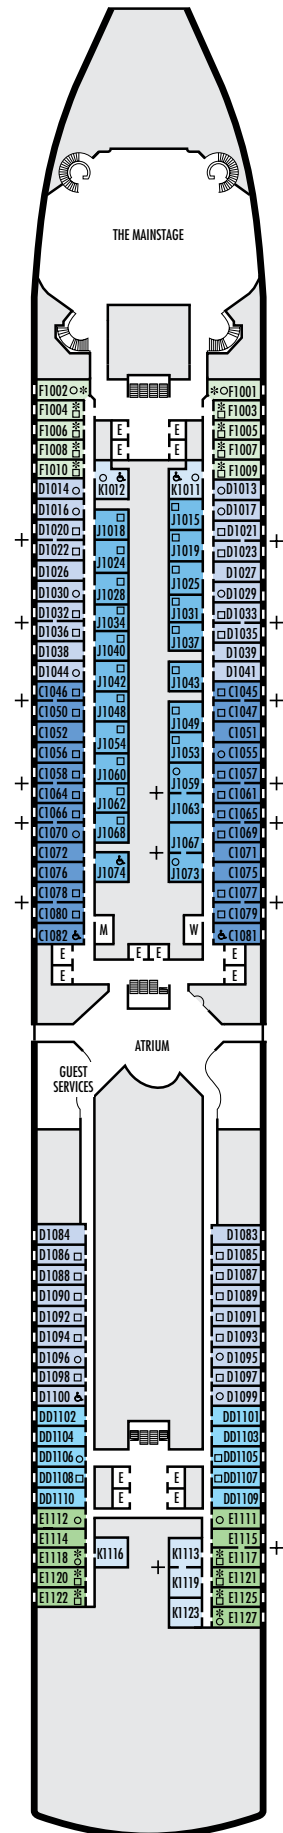 THE MAINSTAGE
F1002
F1001
F1004
F1003
E
E
F1006
F1005
E
E
F1008
F1007
F1010
F1009
D1014
K1012
K1011
D1013
D1016
J1015
D1017
D1020
J1018
D1021
D1022
J1019
D1023
J1024
D1026
J1025
D1027
D1030
J1028
D1029
D1032
J1034
J1031
D1033
D1036
J1037
D1035
D1038
J1040
D1039
D1044
J1042
J1043
D1041
C1046
C1045
C1050
J1048
J1049
C1047
C1052
C1051
C1056
J1054
J1053
C1055
C1058
J1060
J1059
C1057
C1064
J1062
J1063
C1061
C1066
C1065
C1070
J1068
C1069
C1072
J1067
C1071
C1076
J1074
J1073
C1075
C1078
C1077
C1080
C1079
C1082
M
W
C1081
E
E
E
E
E
E
ATRIUM
GUEST
SERVICES
D1084
D1083
D1086
D1085
D1088
D1087
D1090
D1089
D1092
D1091
D1094
D1093
D1096
D1095
D1098
D1097
D1100
D1099
DD1102
DD1101
DD1104
DD1103
DD1106
DD1105
DD1108
E
E
DD1107
DD1110
E
E
DD1109
E1112
E1111
E1114
E1115
E1118
K1116
K1113
E1117
E1120
K1119
E1121
E1122
E1125
K1123
E1127